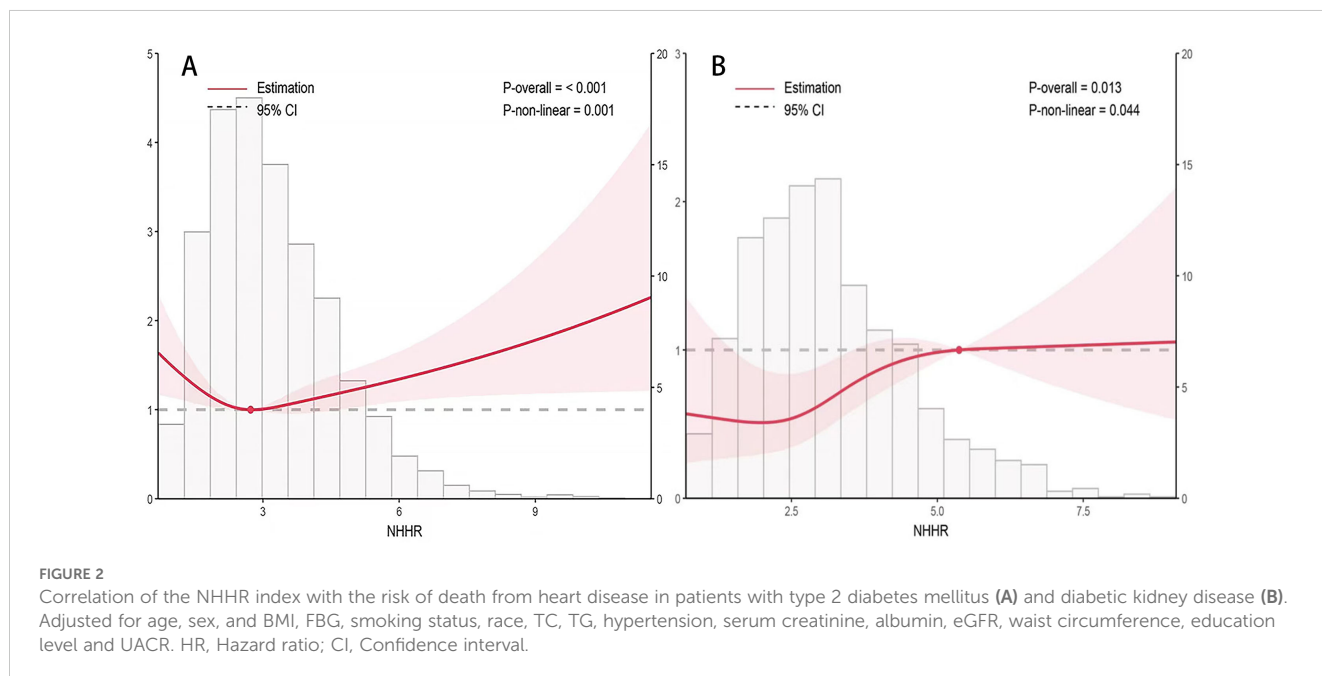 A
Estimation
95% CI
P-overall = < 0.001
P-non-linear = 0.001
5
4
3
2
1
0
20
15
10
5
0
3
6
9
NHHR
B
Estimation
95% CI
P-overall = 0.013
P-non-linear = 0.044
3
2
1
0
20
15
10
5
0
2.5
5.0
7.5
NHHR
FIGURE 2
Correlation of the NHHR index with the risk of death from heart disease in patients with type 2 diabetes mellitus (A) and diabetic kidney disease (B).
Adjusted for age, sex, and BMI, FBG, smoking status, race, TC, TG, hypertension, serum creatinine, albumin, eGFR, waist circumference, education
level and UACR. HR, Hazard ratio; CI, Confidence interval.